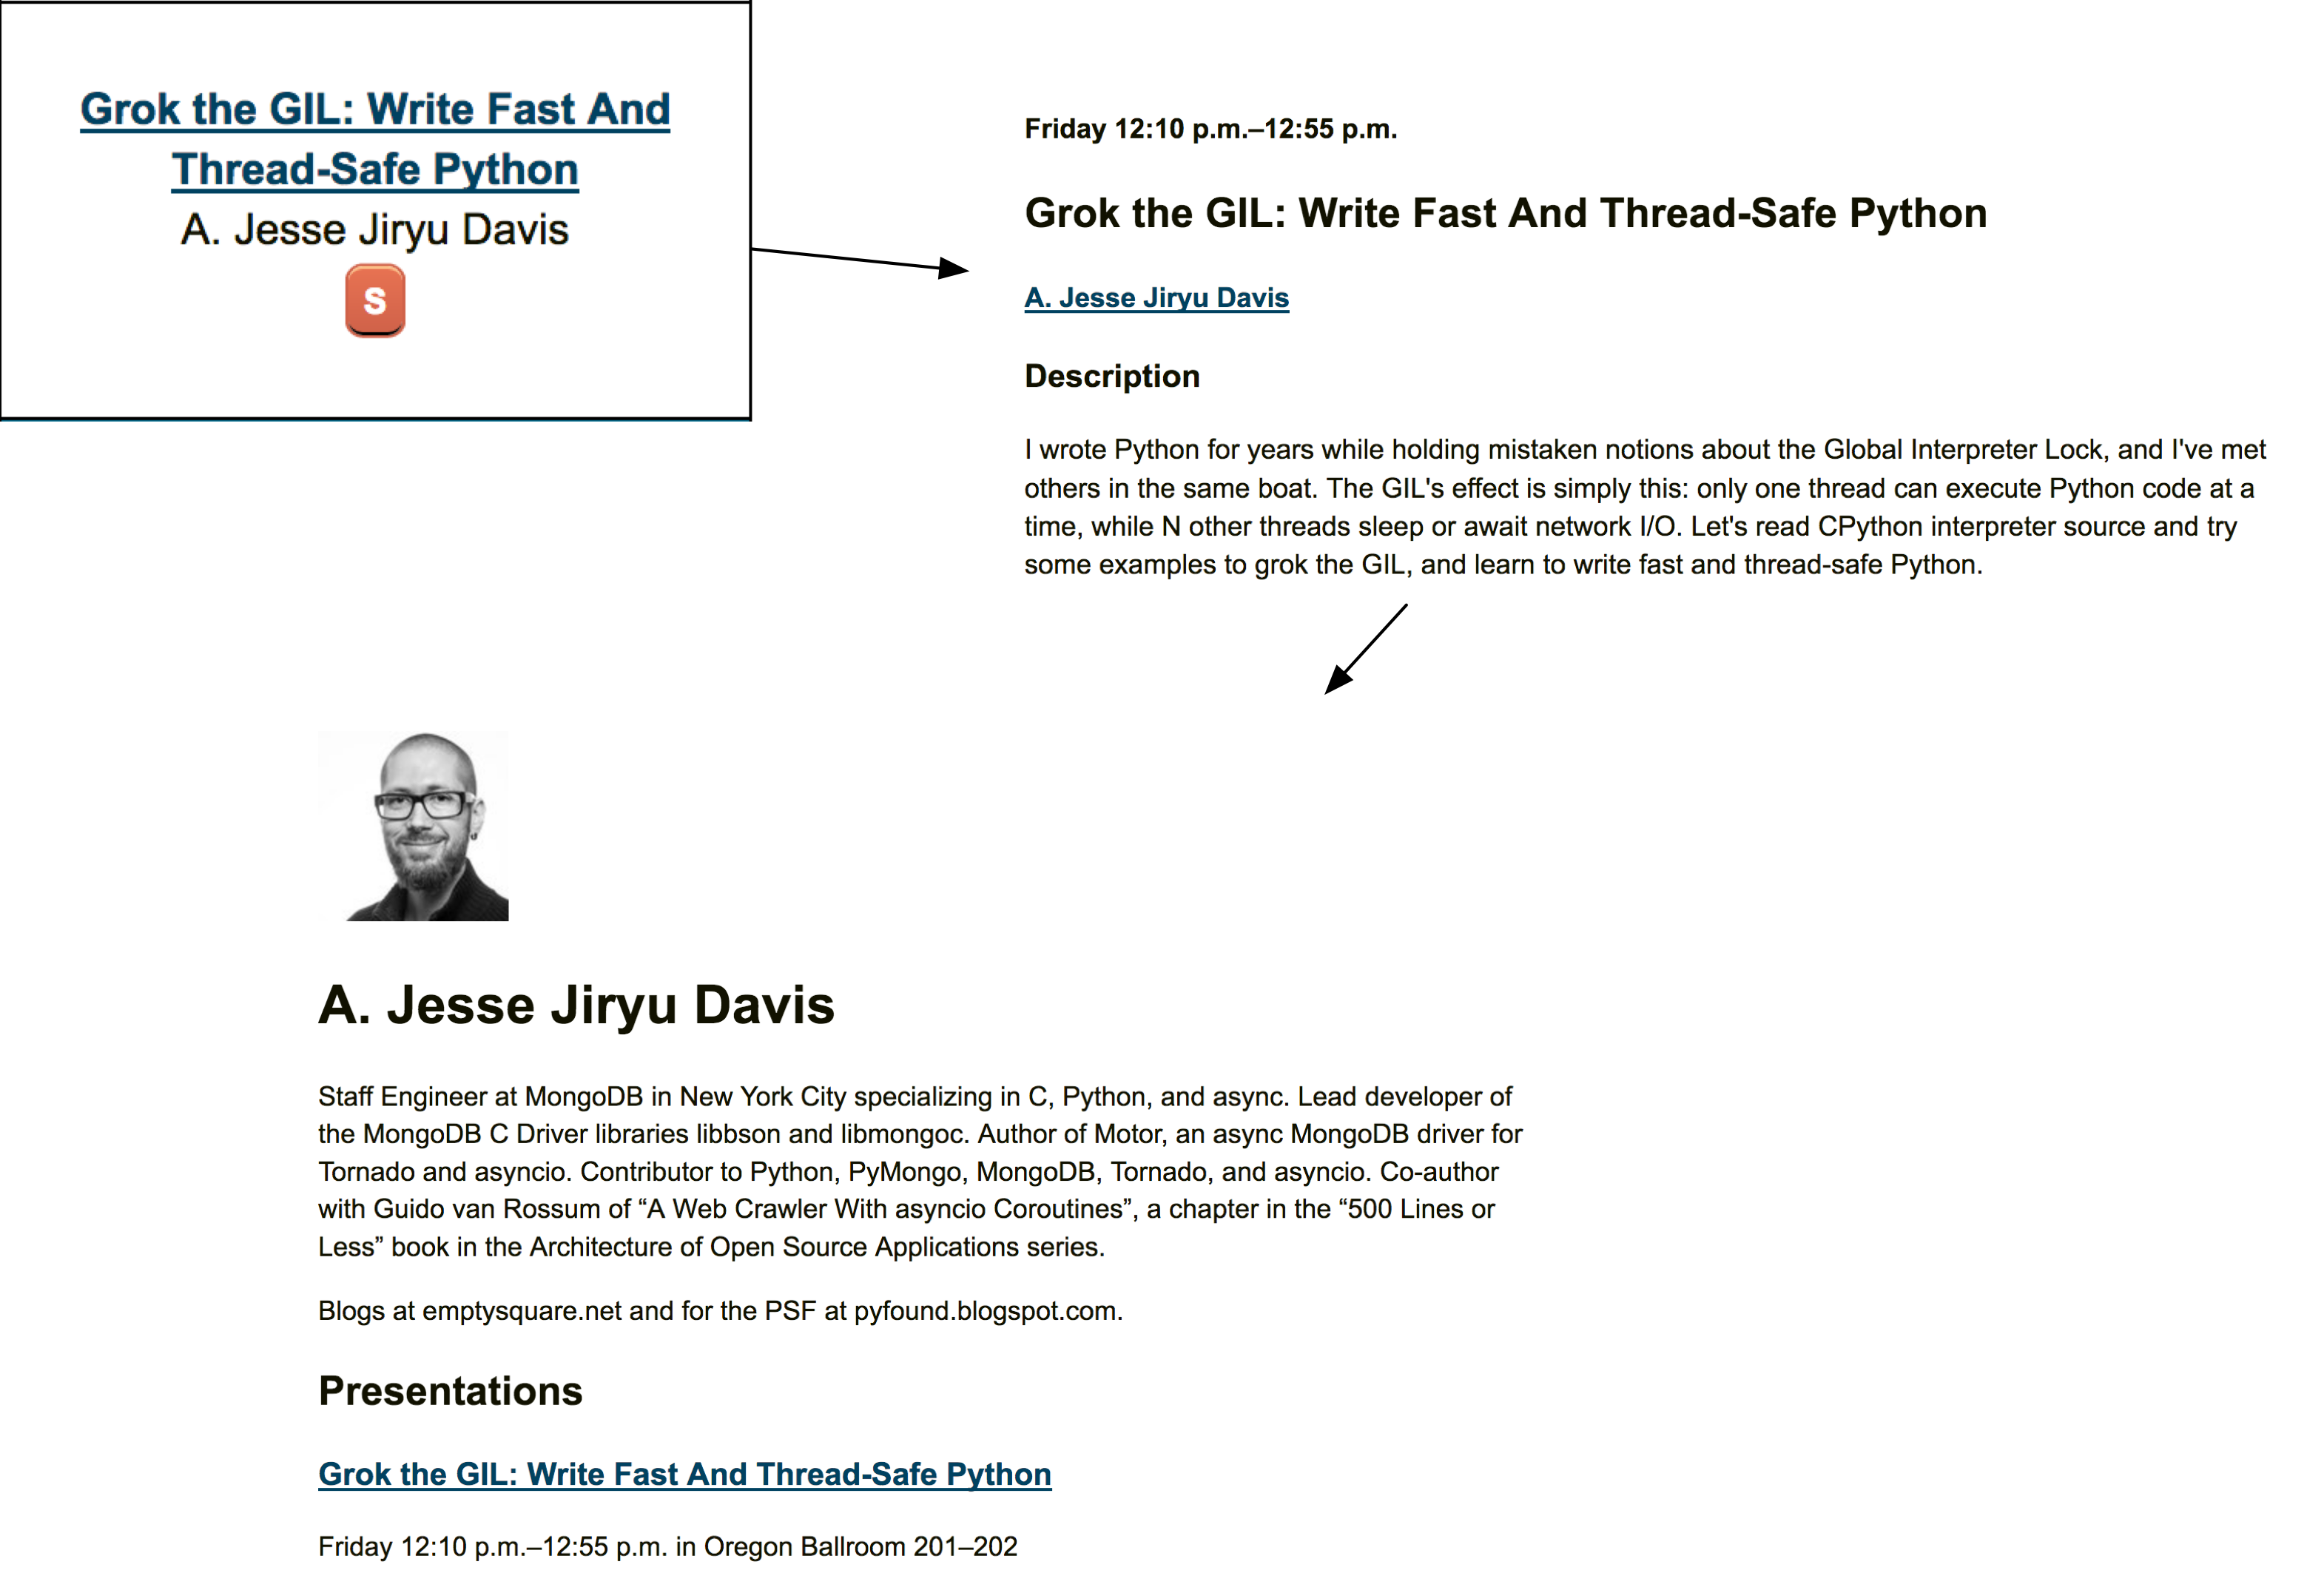 Grok the GIL: Write Fast And
Thread-Safe Python
A. Jesse Jiryu Davis
S
Friday 12:10 p.m.–12:55 p.m.
Grok the GIL: Write Fast And Thread-Safe Python
A. Jesse Jiryu Davis
Description
I wrote Python for years while holding mistaken notions about the Global Interpreter Lock, and I've met
others in the same boat. The GIL's effect is simply this: only one thread can execute Python code at a
time, while N other threads sleep or await network I/O. Let's read CPython interpreter source and try
some examples to grok the GIL, and learn to write fast and thread-safe Python.
A. Jesse Jiryu Davis
Staff Engineer at MongoDB in New York City specializing in C, Python, and async. Lead developer of
the MongoDB C Driver libraries libbson and libmongoc. Author of Motor, an async MongoDB driver for
Tornado and asyncio. Contributor to Python, PyMongo, MongoDB, Tornado, and asyncio. Co-author
with Guido van Rossum of “A Web Crawler With asyncio Coroutines”, a chapter in the “500 Lines or
Less” book in the Architecture of Open Source Applications series.
Blogs at emptysquare.net and for the PSF at pyfound.blogspot.com.
Presentations
Grok the GIL: Write Fast And Thread-Safe Python
Friday 12:10 p.m.–12:55 p.m. in Oregon Ballroom 201–202